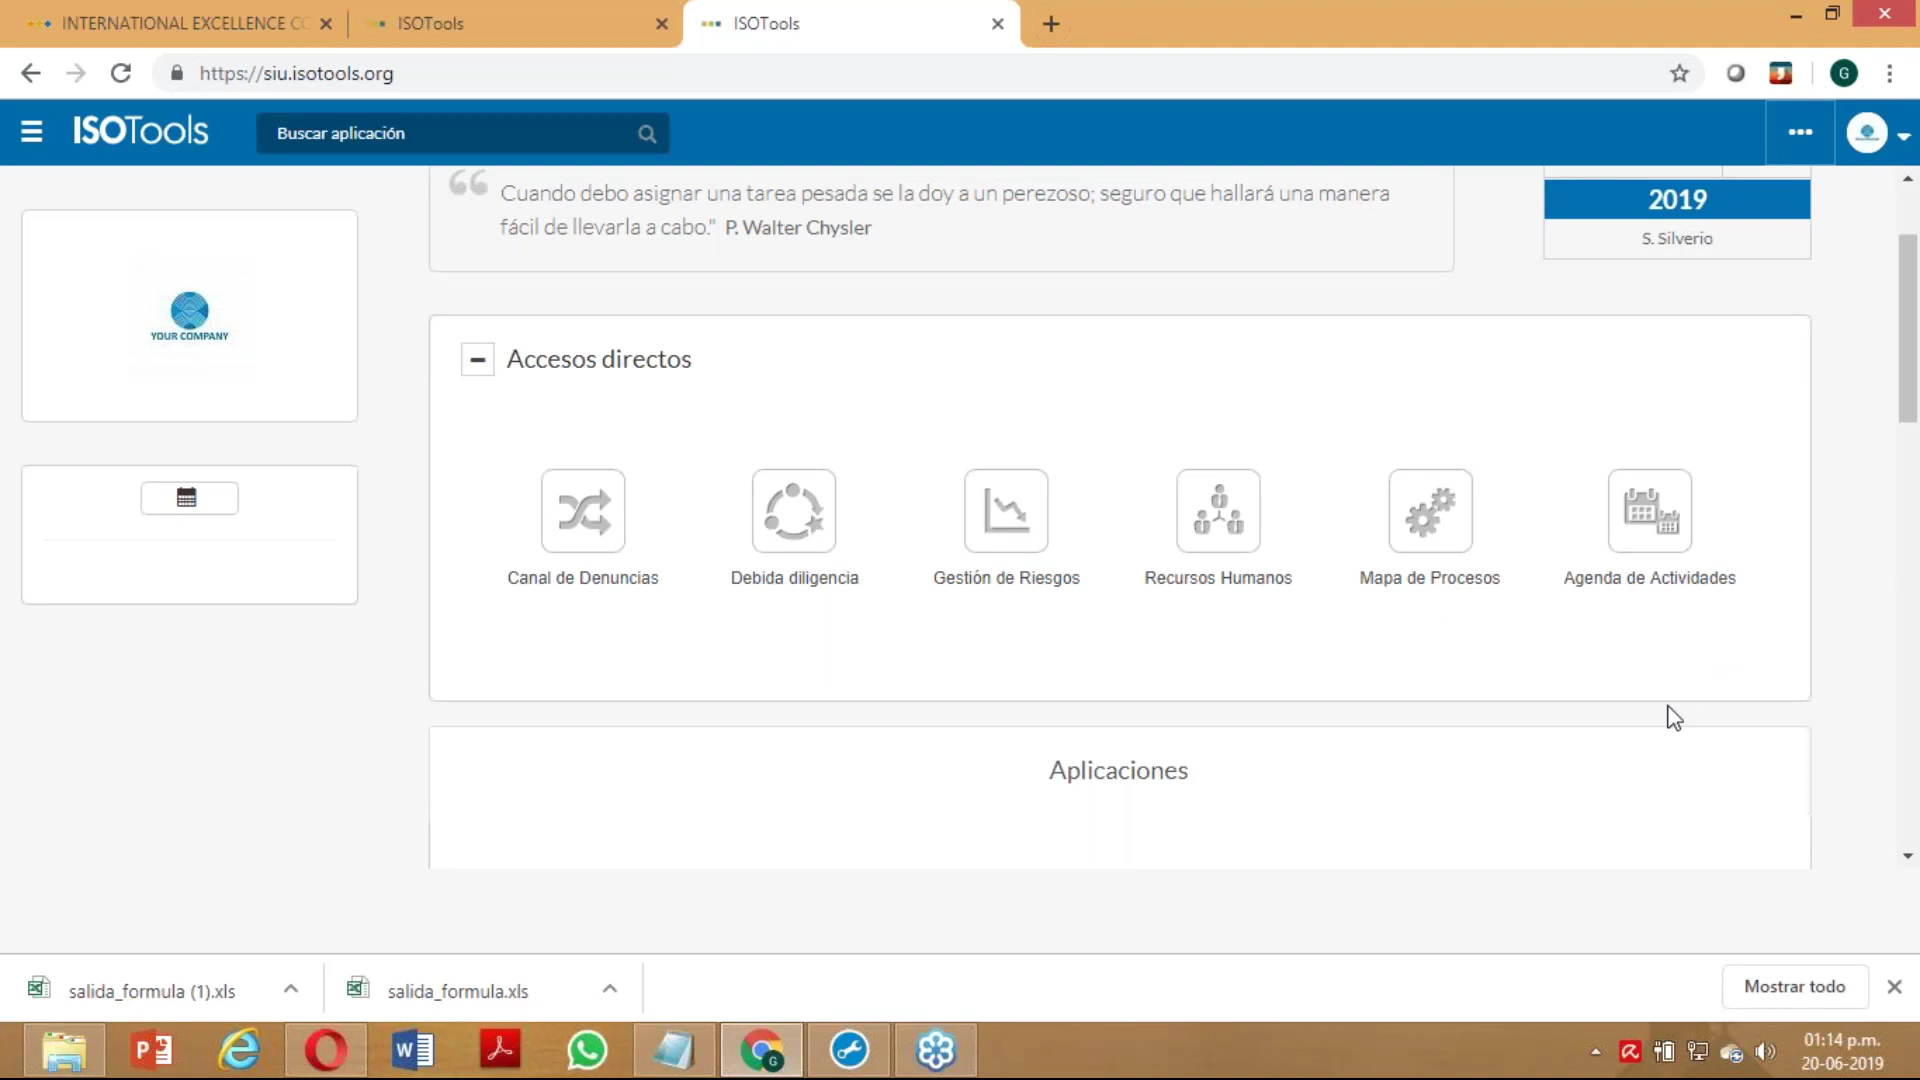 INTERNATIONAL EXCELLENCE CO
ISOTools
ISOTools
https://siu.isotools.org
G
ISOTools
Buscar aplicación
Cuando debo asignar una tarea pesada se la doy a un perezoso; seguro que hallará una manera
fácil de llevarla a cabo." P. Walter Chysler
2019
S. Silverio
YOUR COMPANY
Accesos directos
Canal de Denuncias
Debida diligencia
Gestión de Riesgos
Recursos Humanos
Mapa de Procesos
Agenda de Actividades
Aplicaciones
salida_formula (1).xls
salida_formula.xls
Mostrar todo
01:14 p.m.
20-06-2019